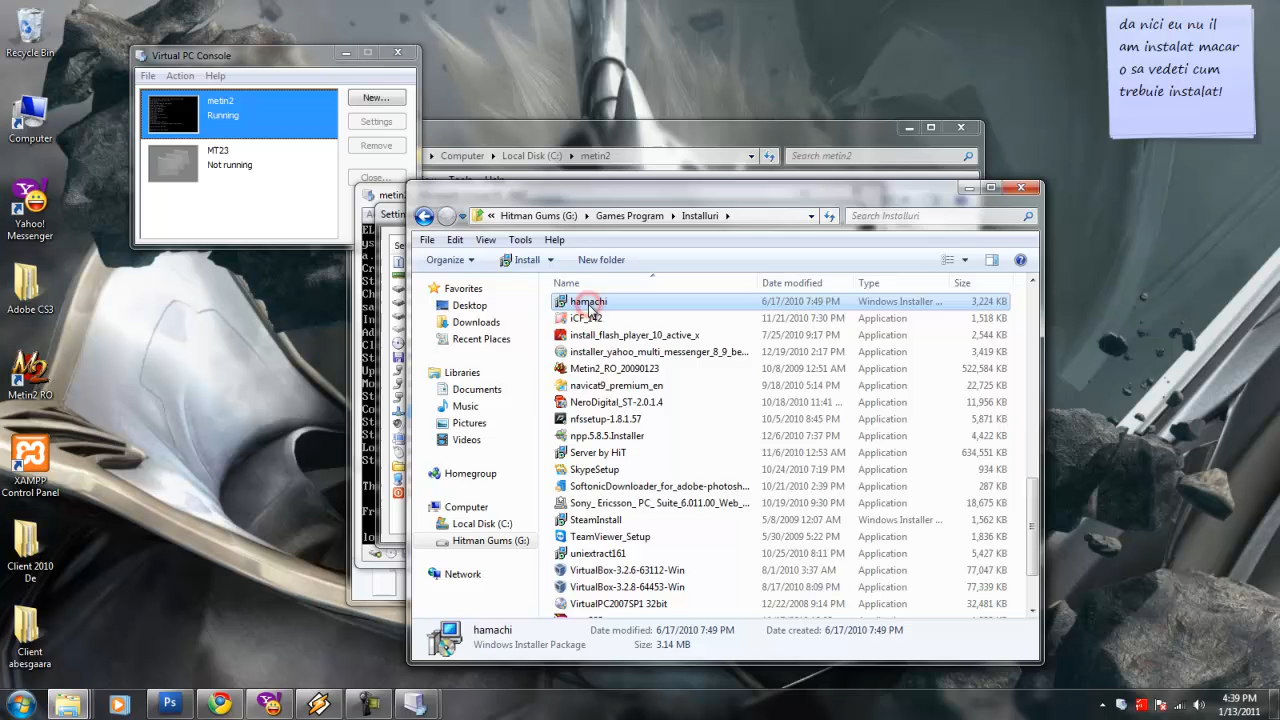 Recycle Bin
Computer
Yahoo!
Messenger
Adobe CS3
Metin2.RO
XAMPP
Control Panel
Client 2010
De
Client
abesgaara
da nici eu nu il
am instalat macar
o sa vedeti cum
trebuie instalat!
Virtual PC Console
File Action Help
metin2
Running
MT23
Not running
New...
Settings
Remove
Close...
Computer Local Disk (C:) metin2
Search metin2
« Hitman Gums (G:) Games Program Installuri
Search Installuri
File Edit View Tools Help
Organize Install New folder
Favorites
Desktop
Downloads
Recent Places
Libraries
Documents
Music
Pictures
Videos
Homegroup
Computer
Local Disk (C:)
Hitman Gums (G:)
Network
Name Date modified Type Size
hamachi 6/17/2010 7:49 PM Windows Installer ... 3,224 KB
iCF_142 11/21/2010 7:30 PM Application 1,518 KB
install_flash_player_10_active_x 7/25/2010 9:17 PM Application 2,544 KB
installer_yahoo_multi_messenger_8_9_be... 12/19/2010 2:17 PM Application 3,419 KB
Metin2_RO_20090123 10/8/2009 12:51 AM Application 522,584 KB
navicat9_premium_en 9/18/2010 5:14 PM Application 22,725 KB
NeroDigital_ST-2.0.1.4 10/18/2010 11:41 ... Application 11,956 KB
nfssetup-1.8.1.57 10/5/2010 8:45 PM Application 5,871 KB
npp.5.8.5.Installer 12/6/2010 7:37 PM Application 4,422 KB
Server by HiT 11/6/2010 12:53 AM Application 634,551 KB
SkypeSetup 10/24/2010 7:19 PM Application 934 KB
SoftonicDownloader_for_adobe-photosh... 10/21/2010 2:39 PM Application 287 KB
Sony_ Ericsson_ PC_ Suite_6.011.00_Web_... 10/19/2010 9:30 PM Application 18,675 KB
SteamInstall 5/8/2009 12:07 AM Windows Installer ... 1,562 KB
TeamViewer_Setup 5/30/2009 5:22 PM Application 1,836 KB
uniextract161 10/25/2010 8:11 PM Application 5,427 KB
VirtualBox-3.2.6-63112-Win 8/1/2010 3:37 AM Application 77,047 KB
VirtualBox-3.2.8-64453-Win 8/17/2010 8:09 PM Application 77,339 KB
VirtualPC2007SP1 32bit 12/22/2008 9:14 PM Application 32,481 KB
hamachi Date modified: 6/17/2010 7:49 PM Date created: 6/17/2010 7:49 PM
Windows Installer Package Size: 3.14 MB
Ps
4:39 PM
1/13/2011